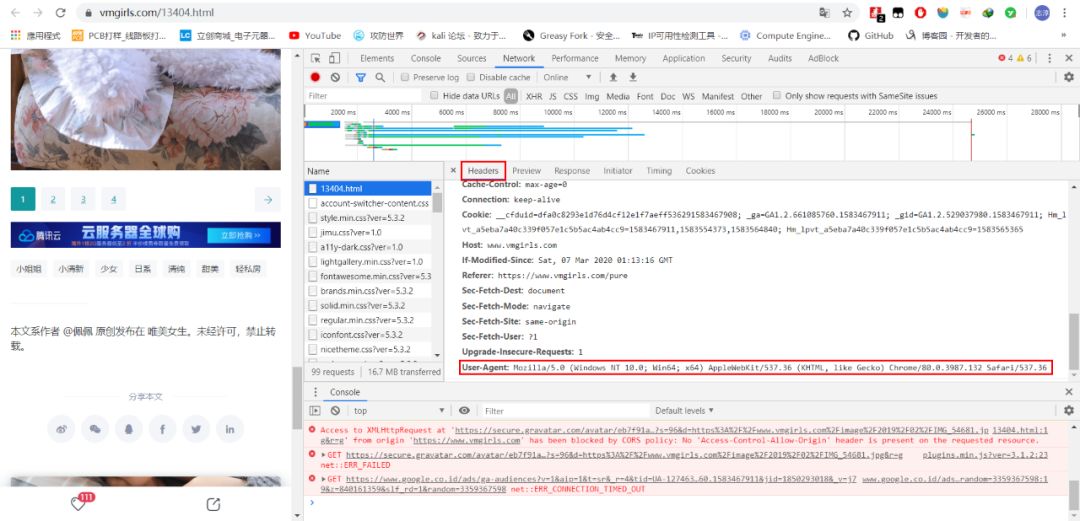 vmgirls.com/13404.html
应用程序 PCB打样_线路板打... 立创商城_电子元器... YouTube 攻防世界 kali 论坛 - 致力于... Greasy Fork - 安全... IP可用性检测工具 -... Compute Engine... GitHub 博客园 - 开发者的... »
Elements Console Sources Network Performance Memory Application Security Audits AdBlock 4 6
Preserve log Disable cache Online
Filter Hide data URLs All XHR JS CSS Img Media Font Doc WS Manifest Other Only show requests with SameSite issues
2000 ms 4000 ms 6000 ms 8000 ms 10000 ms 12000 ms 14000 ms 16000 ms 18000 ms 20000 ms 22000 ms 24000 ms 26000 ms 28000 ms
Name
13404.html
account-switcher-content.css
style.min.css?ver=5.3.2
jimu.css?ver=1.0
a11y-dark.css?ver=1.0
lightgallery.min.css?ver=1.0
fontawesome.min.css?ver=5.3.2
brands.min.css?ver=5.3.2
solid.min.css?ver=5.3.2
regular.min.css?ver=5.3.2
iconfont.css?ver=5.3.2
nicetheme.css?ver=5.3.2
99 requests 16.7 MB transferred
Headers Preview Response Initiator Timing Cookies
Cache-Control: max-age=0
Connection: keep-alive
Cookie: __cfduid=dfa0c8293e1d76d4cf12e1f7aeff536291583467908; _ga=GA1.2.661085760.1583467911; _gid=GA1.2.529037980.1583467911; Hm_l
vt_a5eba7a40c339f057e1c5b5ac4ab4cc9=1583467911,1583554373,1583564840; Hm_lpvt_a5eba7a40c339f057e1c5b5ac4ab4cc9=1583565365
Host: www.vmgirls.com
If-Modified-Since: Sat, 07 Mar 2020 01:13:16 GMT
Referer: https://www.vmgirls.com/pure
Sec-Fetch-Dest: document
Sec-Fetch-Mode: navigate
Sec-Fetch-Site: same-origin
Sec-Fetch-User: ?1
Upgrade-Insecure-Requests: 1
User-Agent: Mozilla/5.0 (Windows NT 10.0; Win64; x64) AppleWebKit/537.36 (KHTML, like Gecko) Chrome/80.0.3987.132 Safari/537.36
1 2 3 4
腾讯云 云服务器全球购 立即抢购 >>
小姐姐 小清新 少女 日系 清纯 甜美 轻私房
本文系作者 @佩佩 原创发布在 唯美女生。未经许可，禁止转
载。
分享本文
111
Console
top Filter Default levels
Access to XMLHttpRequest at 'https://secure.gravatar.com/avatar/eb7f91a…?s=96&d=https%3A%2F%2Fwww.vmgirls.com%2Fimage%2F2019%2F02%2FIMG_54681.jp 13404.html:1
g&r=g' from origin 'https://www.vmgirls.com' has been blocked by CORS policy: No 'Access-Control-Allow-Origin' header is present on the requested resource.
GET https://secure.gravatar.com/avatar/eb7f91a…?s=96&d=https%3A%2F%2Fwww.vmgirls.com%2Fimage%2F2019%2F02%2FIMG_54681.jpg&r=g plugins.min.js?ver=3.1.2:23
net::ERR_FAILED
GET https://www.google.co.id/ads/ga-audiences?v=1&aip=1&t=sr&_r=4&tid=UA-127463…60.1583467911&jid=1850293018&_v=j7 www.google.co.id/ads…random=3359367598:1
9&z=840161359&slf_rd=1&random=3359367598 net::ERR_CONNECTION_TIMED_OUT